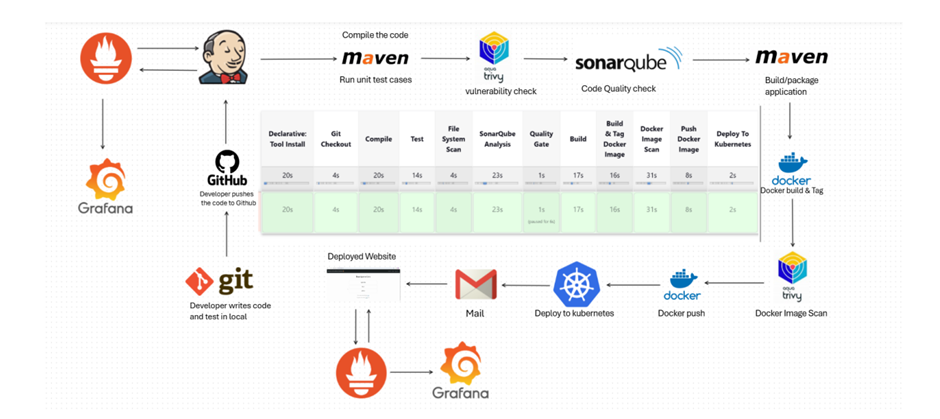 Compile the code
maven
Run unit test cases
aqua
trivy
vulnerability check
sonarqube
Code Quality check
maven
Build/package
application
Grafana
GitHub
Developer pushes
the code to Github
git
Developer writes code
and test in local
Declarative:
Tool Install
Git
Checkout
Compile
Test
File
System
Scan
SonarQube
Analysis
Quality
Gate
Build
Build
& Tag
Docker
Image
Docker
Image
Scan
Push
Docker
Image
Deploy To
Kubernetes
20s 4s 20s 14s 4s 23s 1s 17s 16s 31s 8s 2s
20s 4s 20s 14s 4s 23s 1s 17s 16s 31s 8s 2s
docker
Docker build & Tag
aqua
trivy
Docker Image Scan
docker
Docker push
Deploy to kubernetes
Mail
Deployed Website
Grafana